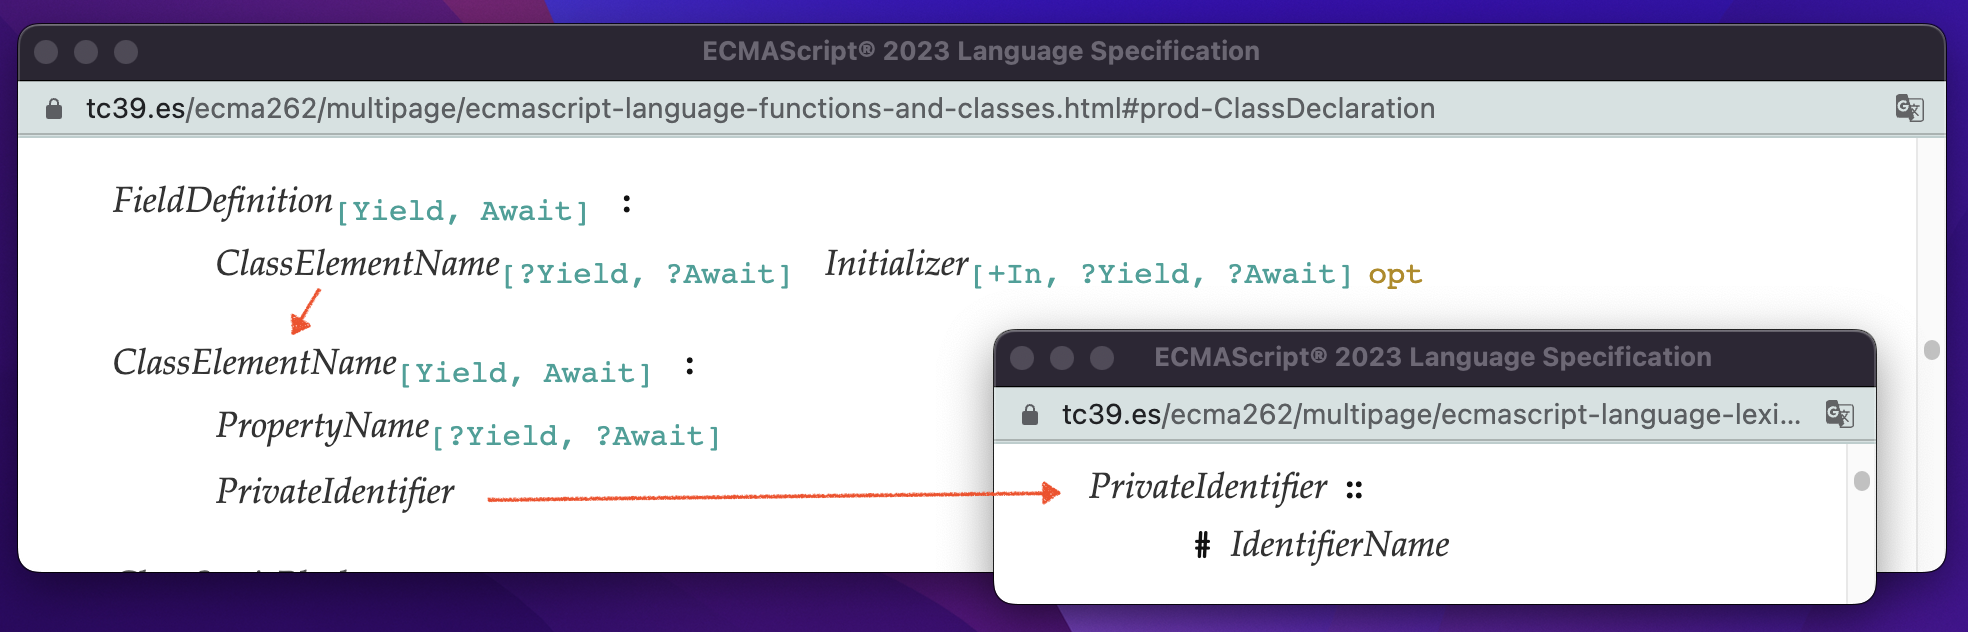 ECMAScript® 2023 Language Specification
tc39.es/ecma262/multipage/ecmascript-language-functions-and-classes.html#prod-ClassDeclaration
FieldDefinition[Yield, Await] :
ClassElementName[?Yield, ?Await] Initializer[+In, ?Yield, ?Await] opt
ClassElementName[Yield, Await] :
PropertyName[?Yield, ?Await]
PrivateIdentifier
ECMAScript® 2023 Language Specification
tc39.es/ecma262/multipage/ecmascript-language-lexi...
PrivateIdentifier ::
# IdentifierName